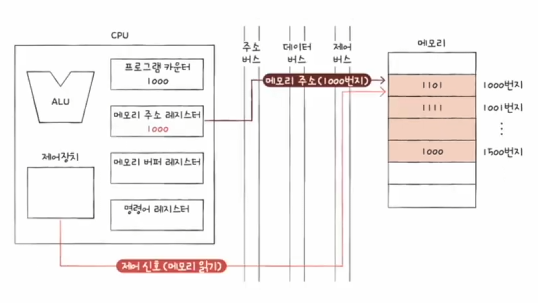 CPU
ALU
제어장치
프로그램 카운터
1000
메모리 주소 레지스터
1000
메모리 버퍼 레지스터
명령어 레지스터
주소
버스
데이터
버스
제어
버스
메모리 주소(1000번지)
제어 신호(메모리 읽기)
메모리
1101 1000번지
1111 1001번지
⋮
1000 1500번지